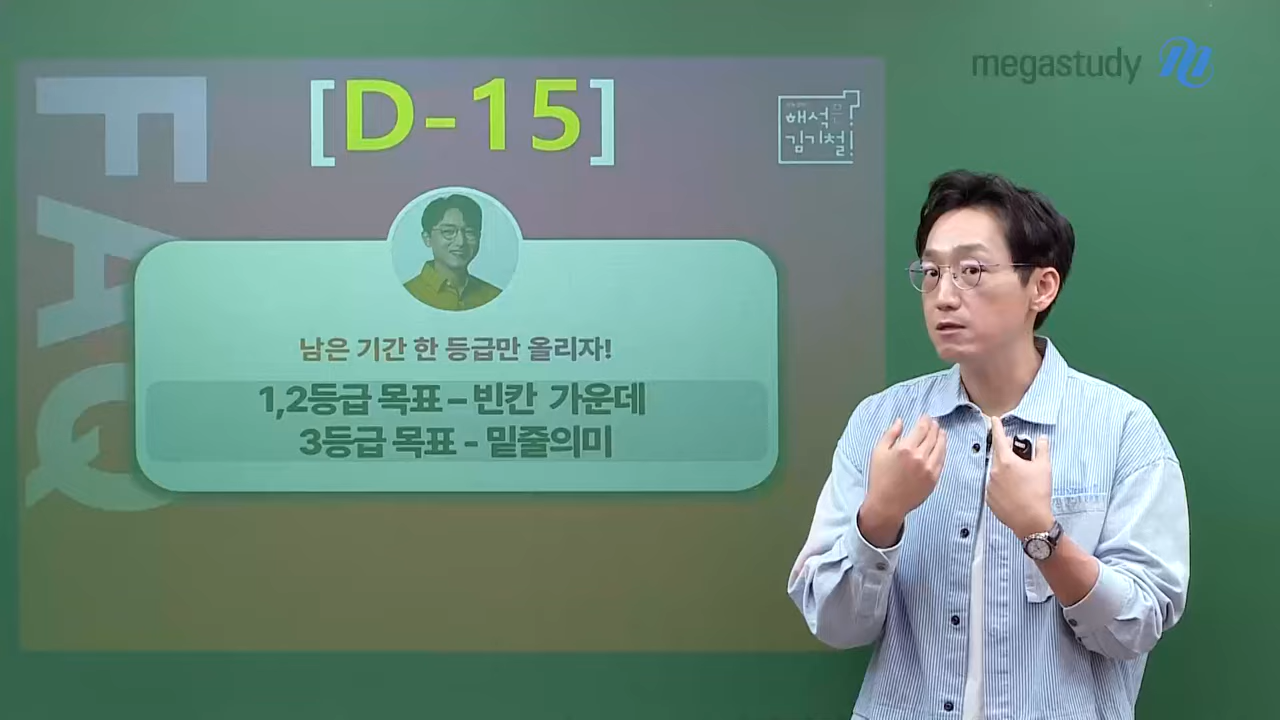 megastudy
[D-15]
해석은?
김기철!
FAQ
남은 기간 한 등급만 올리자!
1,2등급 목표 – 빈칸 가운데
3등급 목표 - 밑줄의미